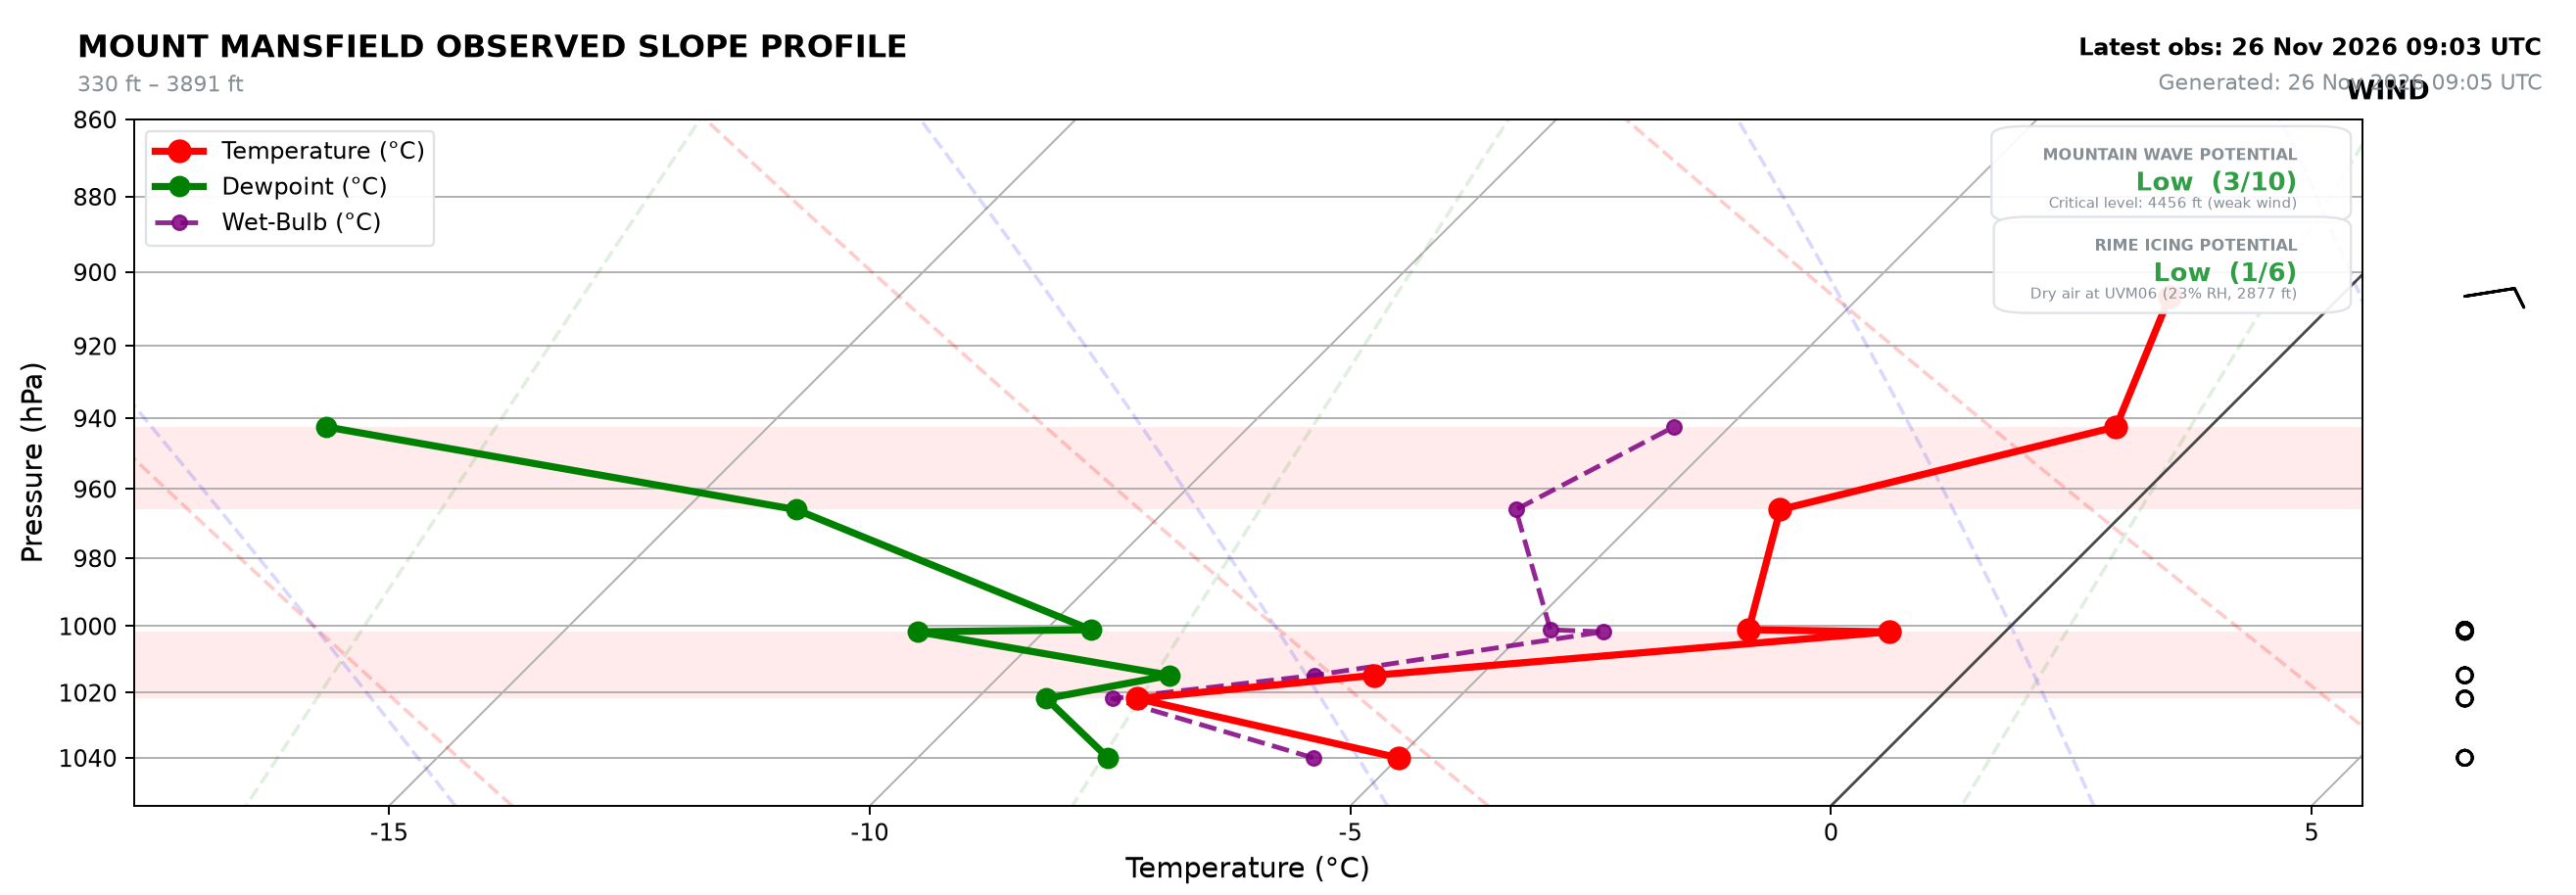 MOUNT MANSFIELD OBSERVED SLOPE PROFILE
330 ft – 3891 ft
Latest obs: 26 Nov 2026 09:03 UTC
Generated: 26 Nov 2026 09:05 UTC
WIND
Temperature (°C)
Dewpoint (°C)
Wet-Bulb (°C)
MOUNTAIN WAVE POTENTIAL
Low (3/10)
Critical level: 4456 ft (weak wind)
RIME ICING POTENTIAL
Low (1/6)
Dry air at UVM06 (23% RH, 2877 ft)
Pressure (hPa)
860
880
900
920
940
960
980
1000
1020
1040
-15
-10
-5
0
5
Temperature (°C)